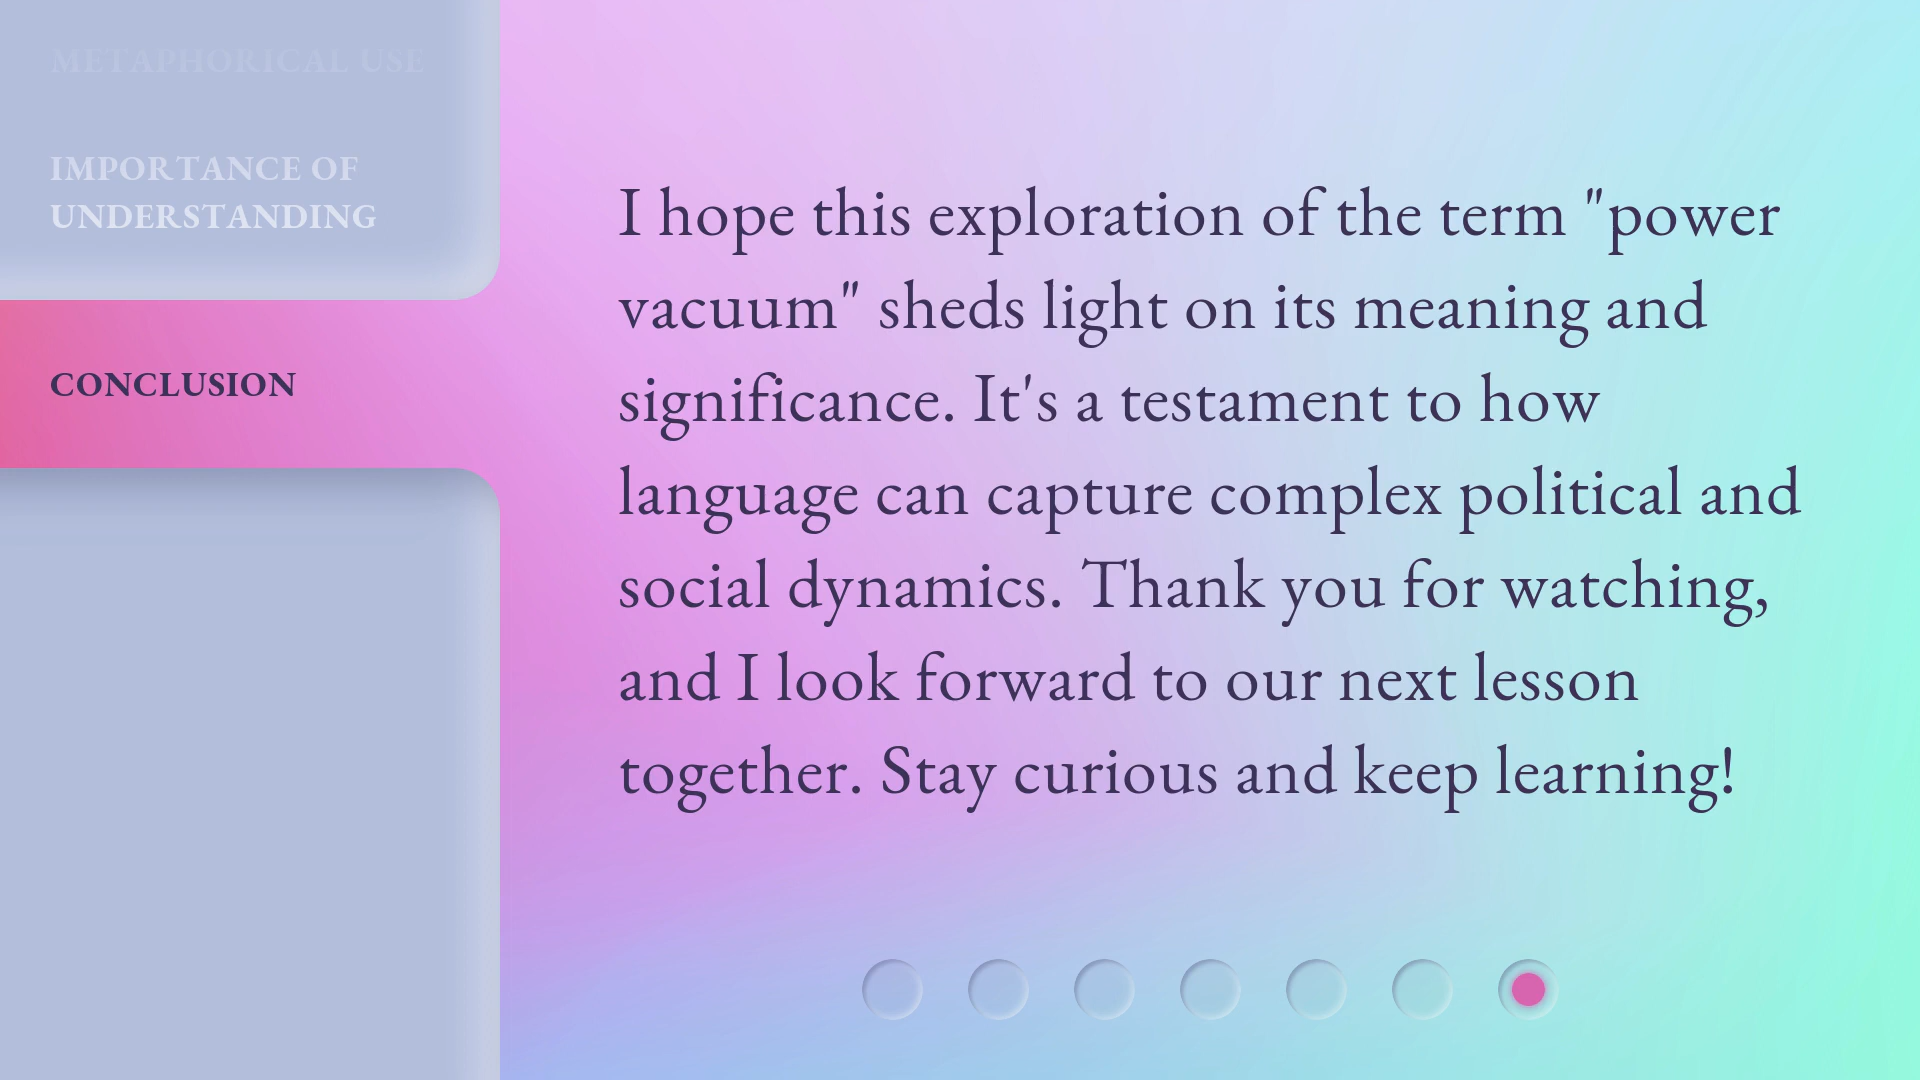 METAPHORICAL USE
IMPORTANCE OF
UNDERSTANDING
CONCLUSION
I hope this exploration of the term "power
vacuum" sheds light on its meaning and
significance. It's a testament to how
language can capture complex political and
social dynamics. Thank you for watching,
and I look forward to our next lesson
together. Stay curious and keep learning!